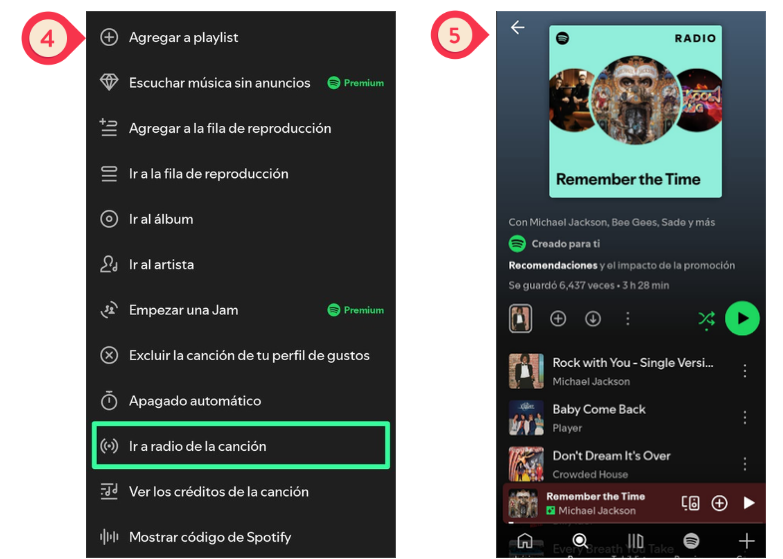 4
Agregar a playlist
Escuchar música sin anuncios Premium
Agregar a la fila de reproducción
Ir a la fila de reproducción
Ir al álbum
Ir al artista
Empezar una Jam Premium
Excluir la canción de tu perfil de gustos
Apagado automático
Ir a radio de la canción
Ver los créditos de la canción
Mostrar código de Spotify
5
RADIO
Remember the Time
Con Michael Jackson, Bee Gees, Sade y más
Creado para ti
Recomendaciones y el impacto de la promoción
Se guardó 6,437 veces • 3 h 28 min
Rock with You - Single Versi...
Michael Jackson
Baby Come Back
Player
Don't Dream It's Over
Crowded House
Remember the Time
Michael Jackson
Every Breath You Take